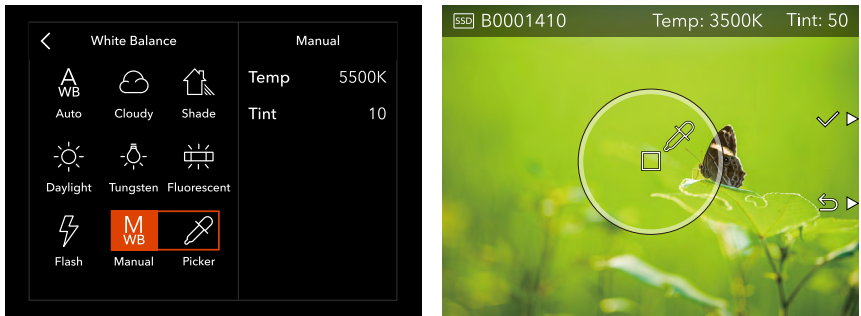 White Balance
Manual
A
WB
Auto
Cloudy
Shade
Temp 5500K
Tint 10
Daylight
Tungsten
Fluorescent
M
WB
Flash
Manual
Picker
SSD B0001410 Temp: 3500K Tint: 50